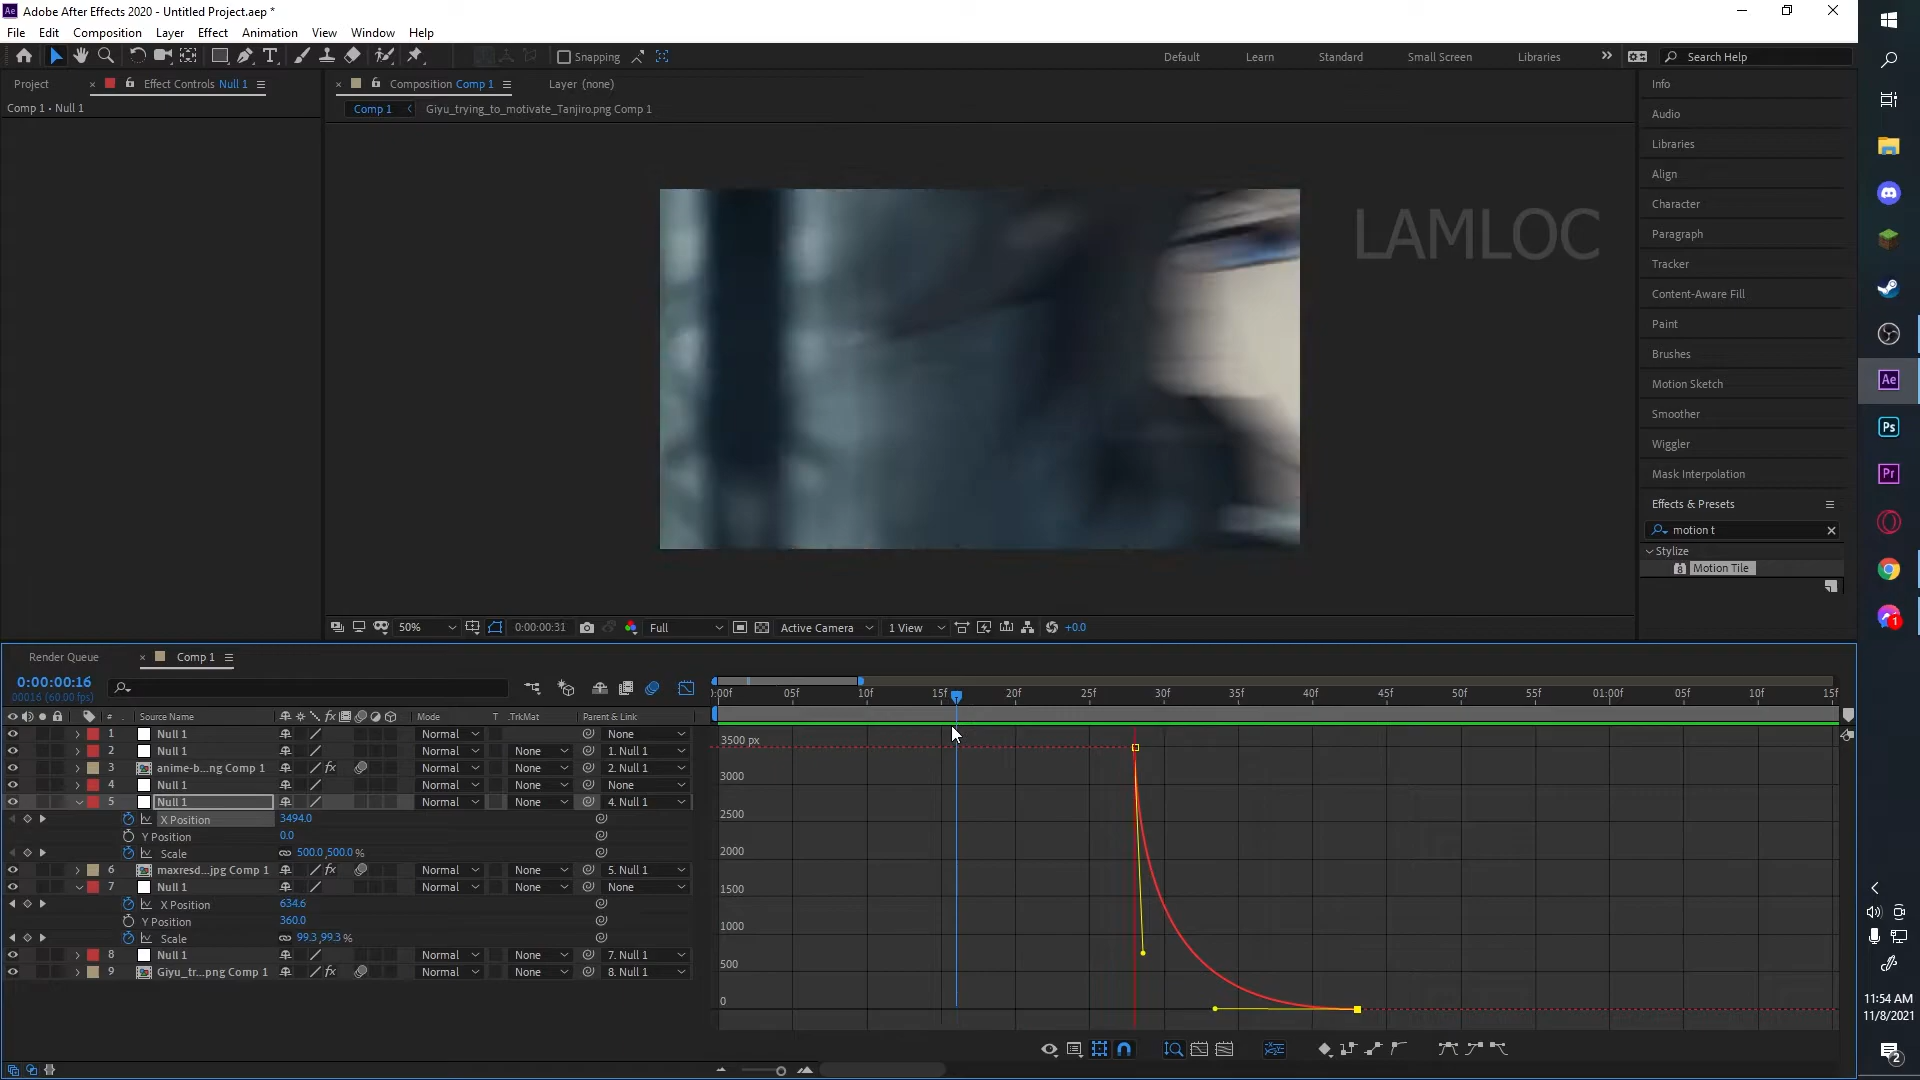 Adobe After Effects 2020 - Untitled Project.aep *
File Edit Composition Layer Effect Animation View Window Help
Snapping
Default Learn Standard Small Screen Libraries
Search Help
Project
Effect Controls Null 1
Comp 1 • Null 1
Composition Comp 1
Layer (none)
Comp 1
Giyu_trying_to_motivate_Tanjiro.png Comp 1
LAMLOC
50%
0:00:00:31
Full
Active Camera
1 View
+0.0
Info
Audio
Libraries
Align
Character
Paragraph
Tracker
Content-Aware Fill
Paint
Brushes
Motion Sketch
Smoother
Wiggler
Mask Interpolation
Effects & Presets
motion t
Stylize
Motion Tile
Render Queue
Comp 1
0:00:00:16
00016 (60.00 fps)
# Source Name Mode T .TrkMat Parent & Link
1 Null 1 Normal None
2 Null 1 Normal None 1. Null 1
3 anime-b...ng Comp 1 Normal None 2. Null 1
4 Null 1 Normal None None
5 Null 1 Normal None 4. Null 1
X Position 3494.0
Y Position 0.0
Scale 500.0,500.0 %
6 maxresd...jpg Comp 1 Normal None 5. Null 1
7 Null 1 Normal None None
X Position 634.6
Y Position 360.0
Scale 99.3,99.3 %
8 Null 1 Normal None 7. Null 1
9 Giyu_tr...png Comp 1 Normal None 8. Null 1
):00f 05f 10f 15f 20f 25f 30f 35f 40f 45f 50f 55f 01:00f 05f 10f 15f
3500 px
3000
2500
2000
1500
1000
500
0
Ae
Ps
Pr
1
11:54 AM
11/8/2021
2